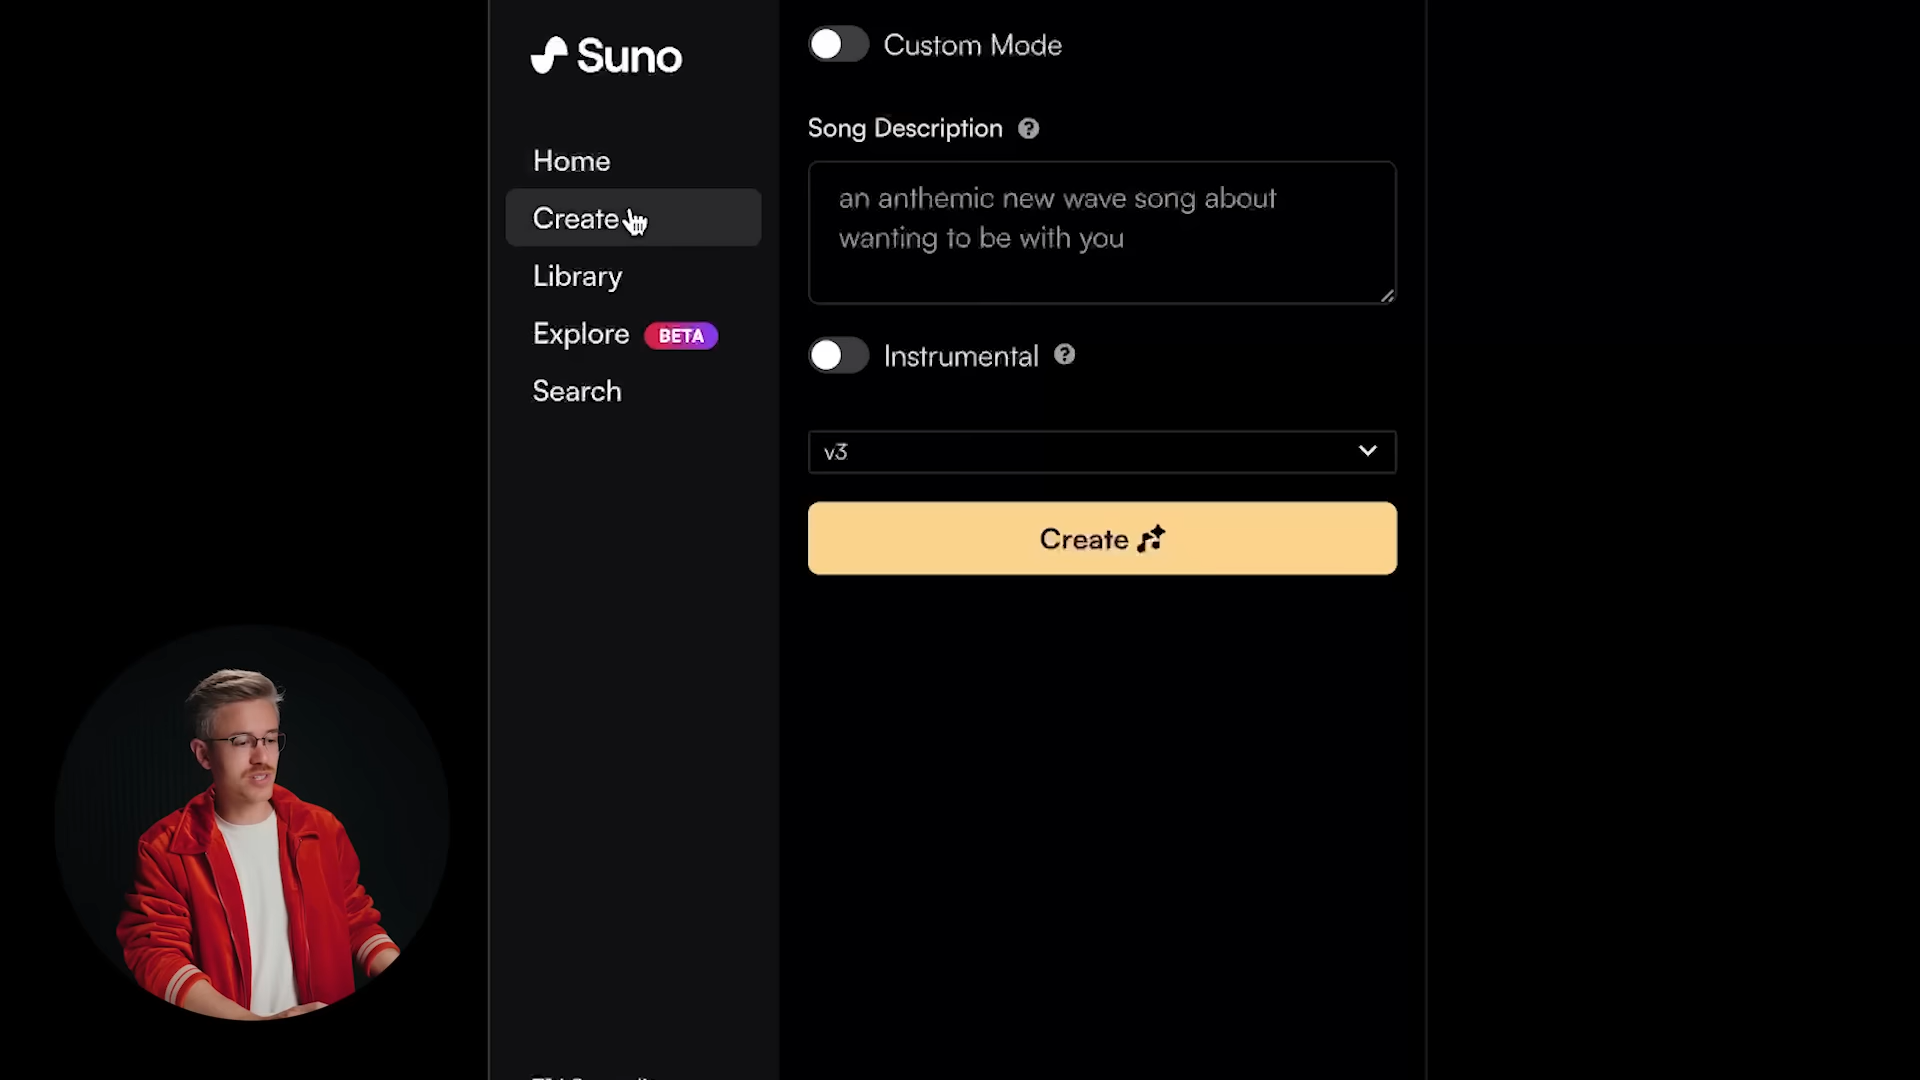 Suno
Home
Create
Library
Explore BETA
Search
Custom Mode
Song Description ?
an anthemic new wave song about
wanting to be with you
Instrumental ?
v3
Create